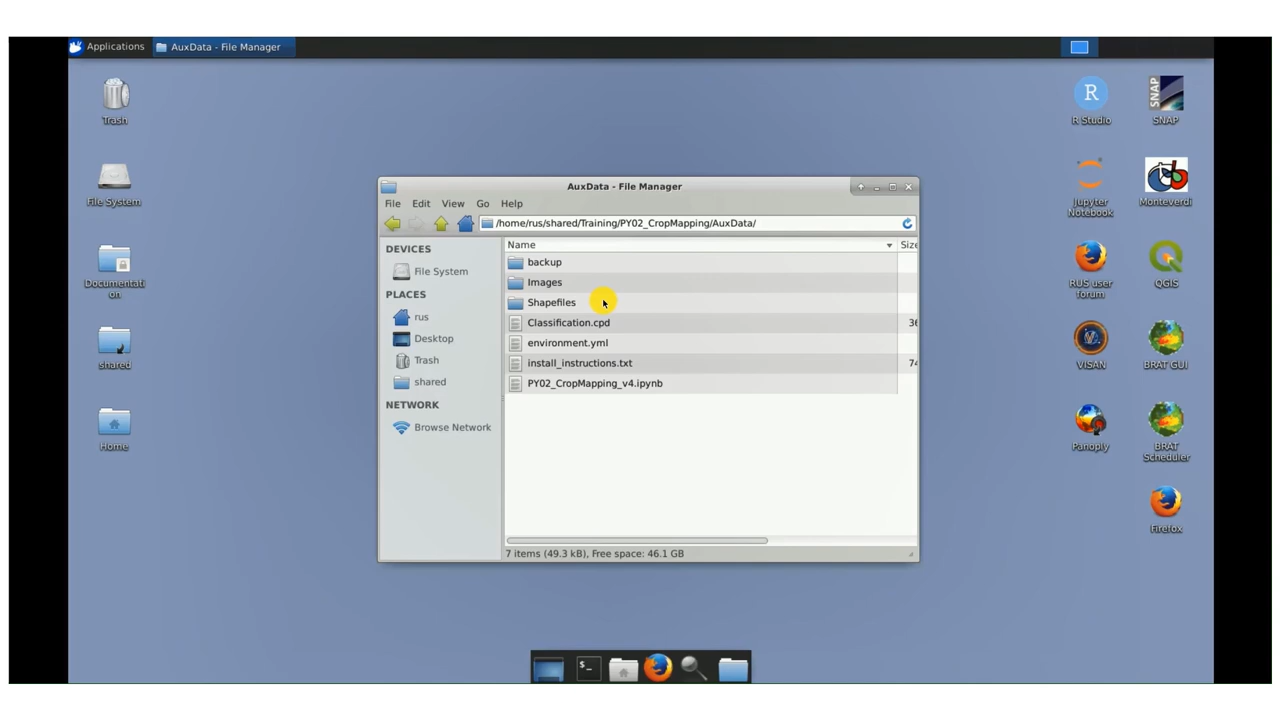 Applications
AuxData - File Manager
Trash
File System
Documentati
on
shared
Home
AuxData - File Manager
File Edit View Go Help
/home/rus/shared/Training/PY02_CropMapping/AuxData/
DEVICES
File System
PLACES
rus
Desktop
Trash
shared
NETWORK
Browse Network
Name Size
backup
Images
Shapefiles
Classification.cpd 36
environment.yml
install_instructions.txt 74
PY02_CropMapping_v4.ipynb
7 items (49.3 kB), Free space: 46.1 GB
R
R Studio
SNAP
SNAP
Jupyter
Notebook
Monteverdi
RUS user
forum
QGIS
VISAN
BRAT GUI
Panoply
BRAT
Scheduler
Firefox
$_